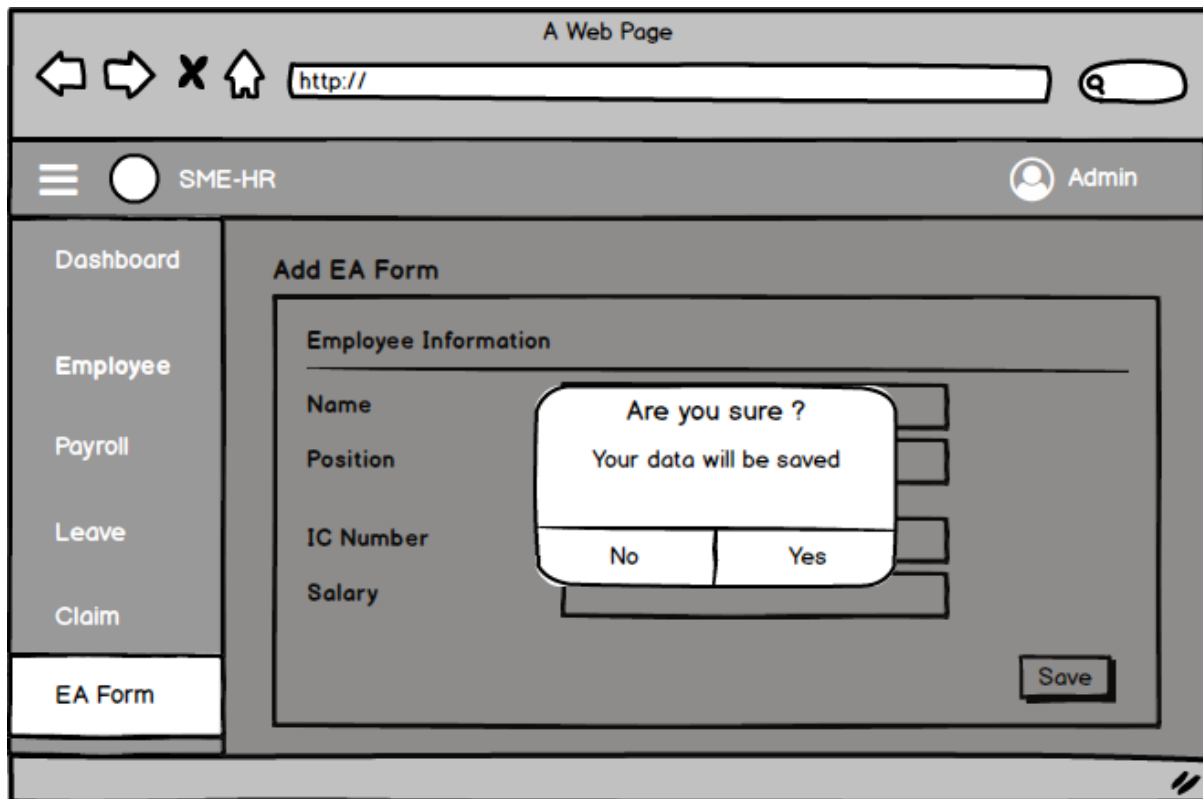 A Web Page
http://
SME-HR
Admin
Dashboard
Employee
Payroll
Leave
Claim
EA Form
Add EA Form
Employee Information
Name
Position
IC Number
Salary
Are you sure ?
Your data will be saved
No Yes
Save